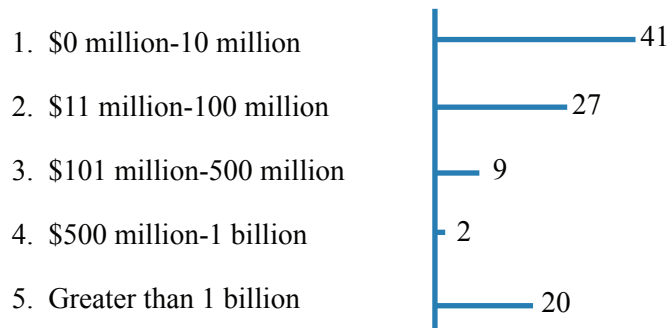 1. $0 million-10 million 41
2. $11 million-100 million 27
3. $101 million-500 million 9
4. $500 million-1 billion 2
5. Greater than 1 billion 20